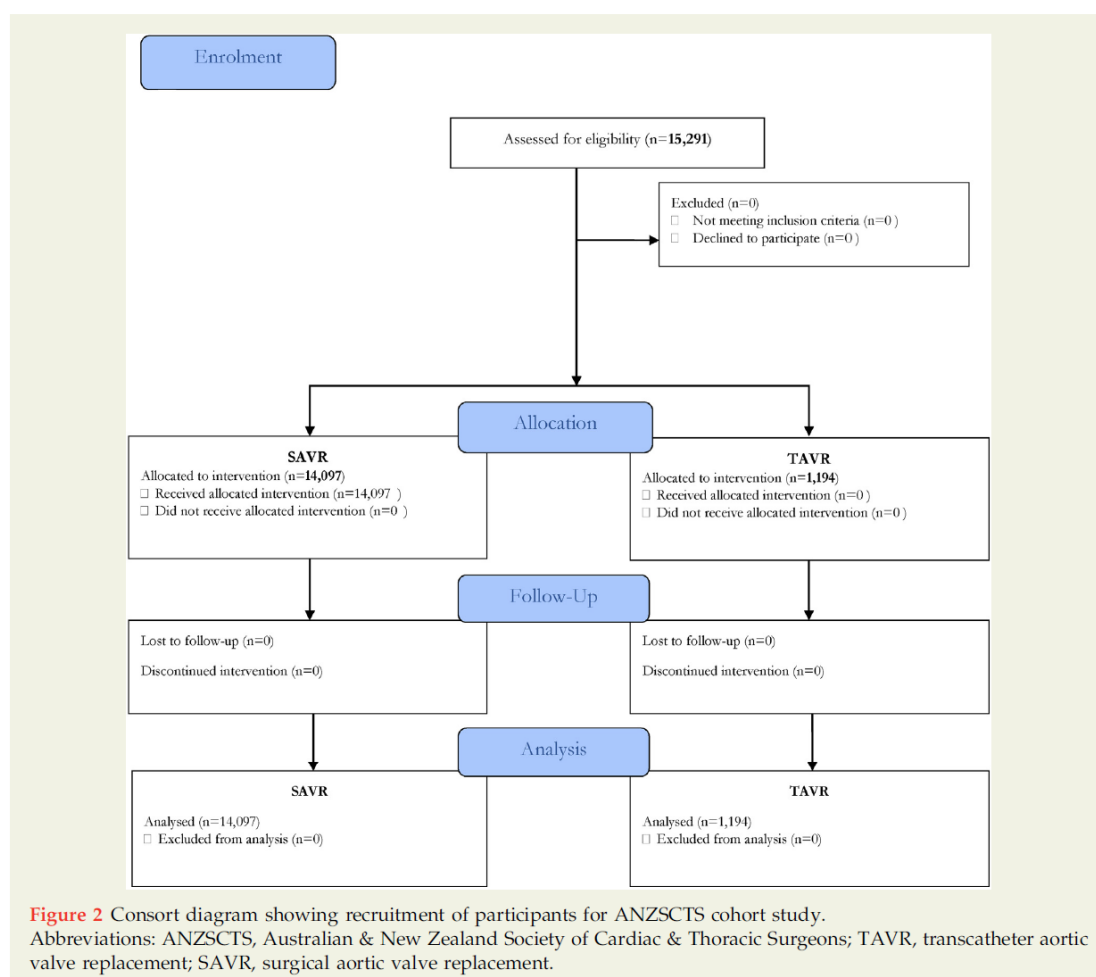 Enrolment
Assessed for eligibility (n=15,291)
Excluded (n=0)
□ Not meeting inclusion criteria (n=0 )
□ Declined to participate (n=0 )
Allocation
SAVR
Allocated to intervention (n=14,097)
□ Received allocated intervention (n=14,097 )
□ Did not receive allocated intervention (n=0 )
TAVR
Allocated to intervention (n=1,194)
□ Received allocated intervention (n=0 )
□ Did not receive allocated intervention (n=0 )
Follow-Up
Lost to follow-up (n=0)
Discontinued intervention (n=0)
Lost to follow-up (n=0)
Discontinued intervention (n=0)
Analysis
SAVR
Analysed (n=14,097)
□ Excluded from analysis (n=0)
TAVR
Analysed (n=1,194)
□ Excluded from analysis (n=0)
Figure 2 Consort diagram showing recruitment of participants for ANZSCTS cohort study.
Abbreviations: ANZSCTS, Australian & New Zealand Society of Cardiac & Thoracic Surgeons; TAVR, transcatheter aortic
valve replacement; SAVR, surgical aortic valve replacement.